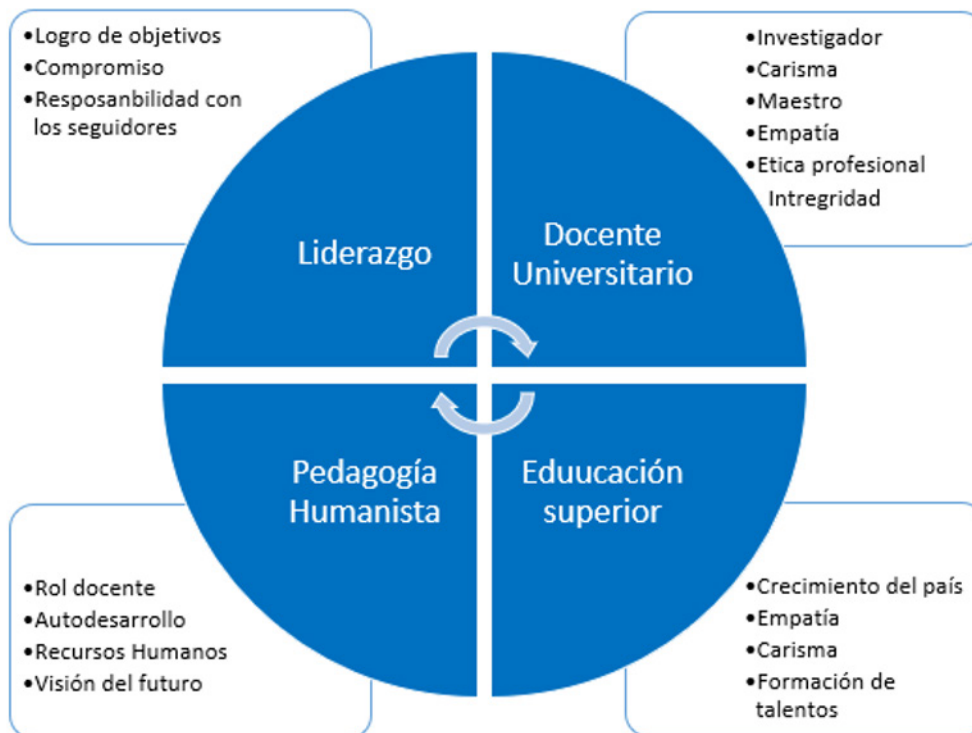 •Logro de objetivos
•Compromiso
•Resposanbilidad con
los seguidores
•Investigador
•Carisma
•Maestro
•Empatía
•Etica profesional
Intregridad
Liderazgo
Docente
Universitario
Pedagogía
Humanista
Eduucación
superior
•Rol docente
•Autodesarrollo
•Recursos Humanos
•Visión del futuro
•Crecimiento del país
•Empatía
•Carisma
•Formación de
talentos